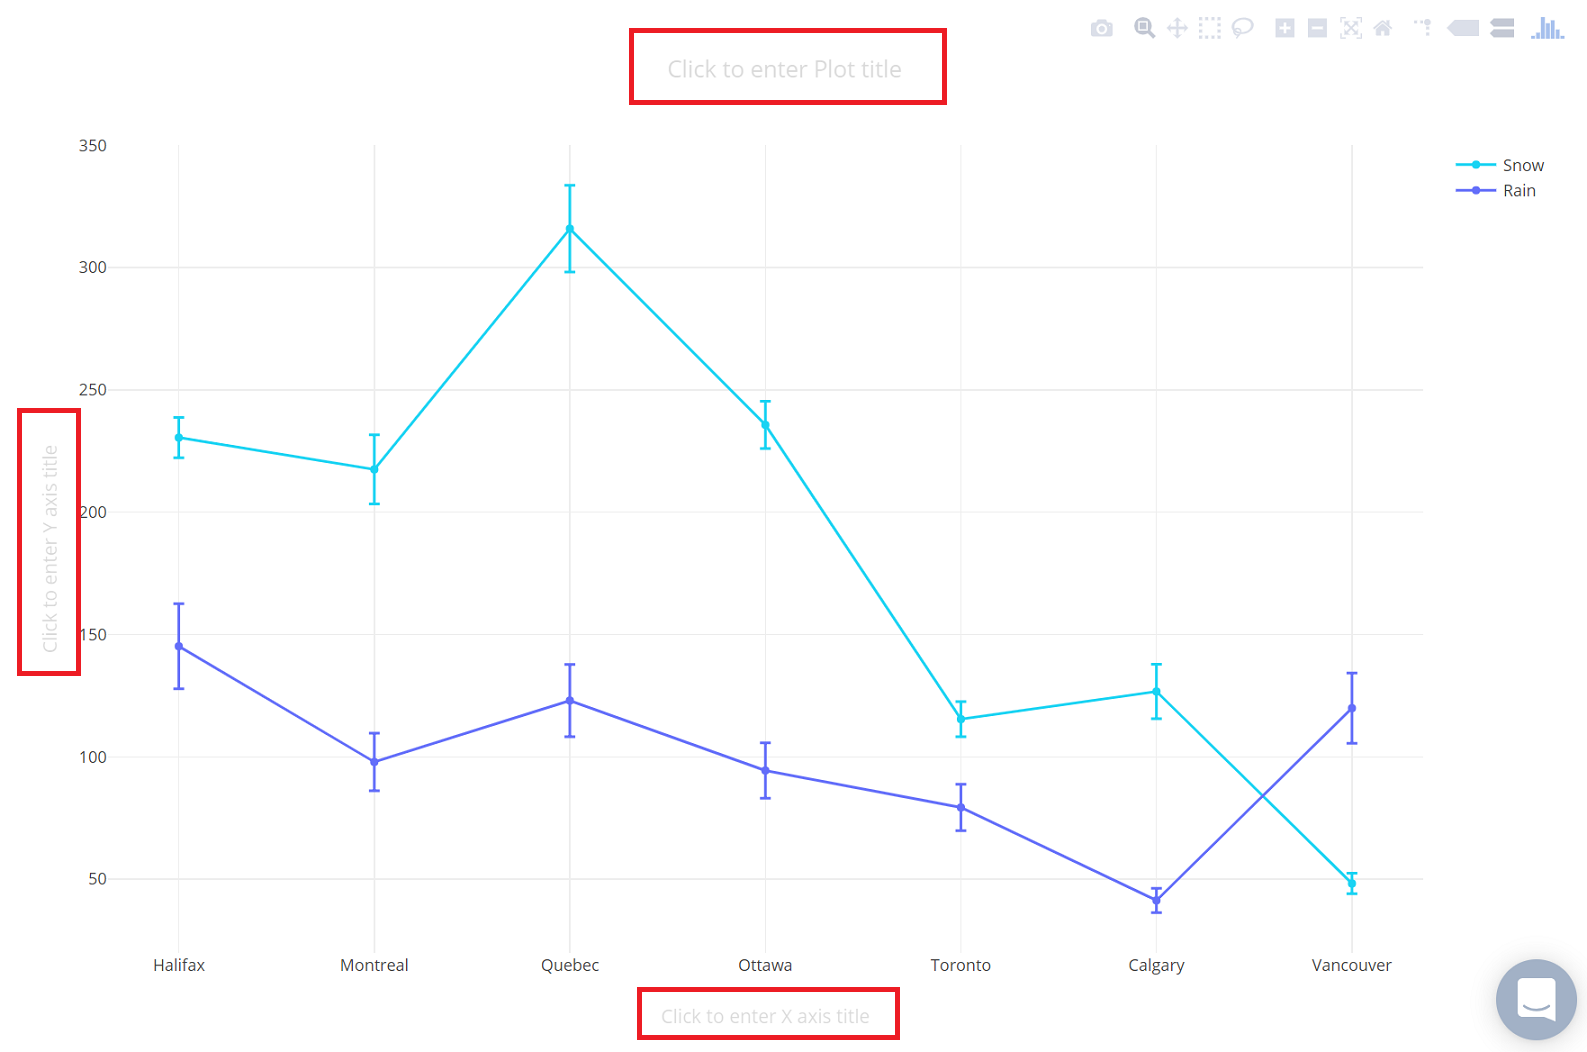 Click to enter Plot title
350
300
250
200
150
100
50
Click to enter Y axis title
Snow
Rain
Halifax Montreal Quebec Ottawa Toronto Calgary Vancouver
Click to enter X axis title